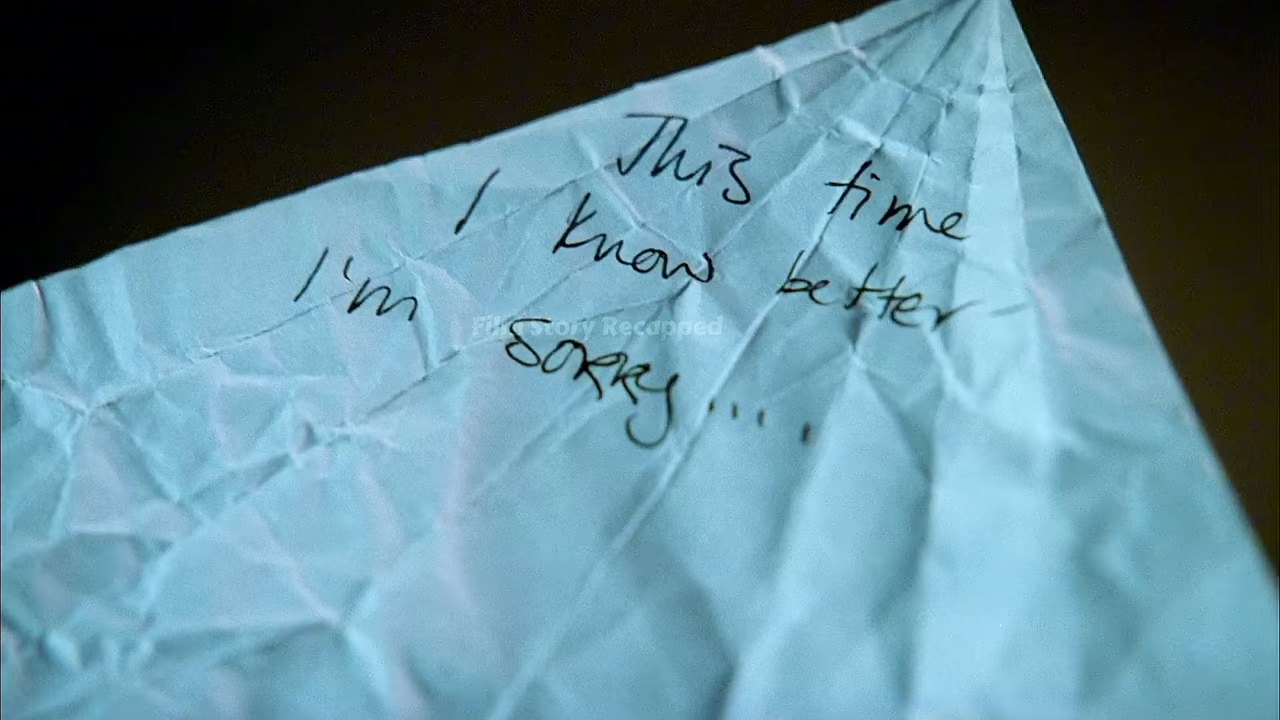 This time
I know better
I'm sorry....
Film Story Recapped